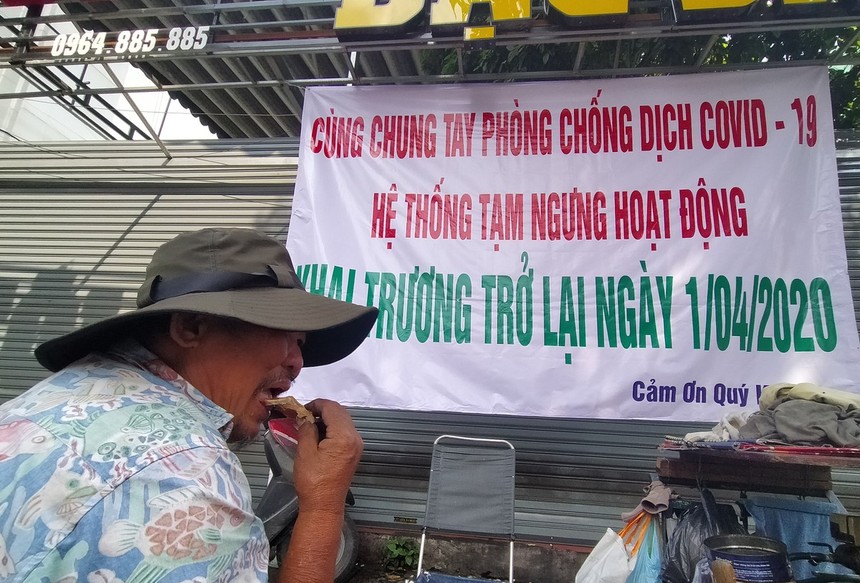 0964.885.885
CÙNG CHUNG TAY PHÒNG CHỐNG DỊCH COVID - 19
HỆ THỐNG TẠM NGƯNG HOẠT ĐỘNG
KHAI TRƯƠNG TRỞ LẠI NGÀY 1/04/2020
Cảm Ơn Quý